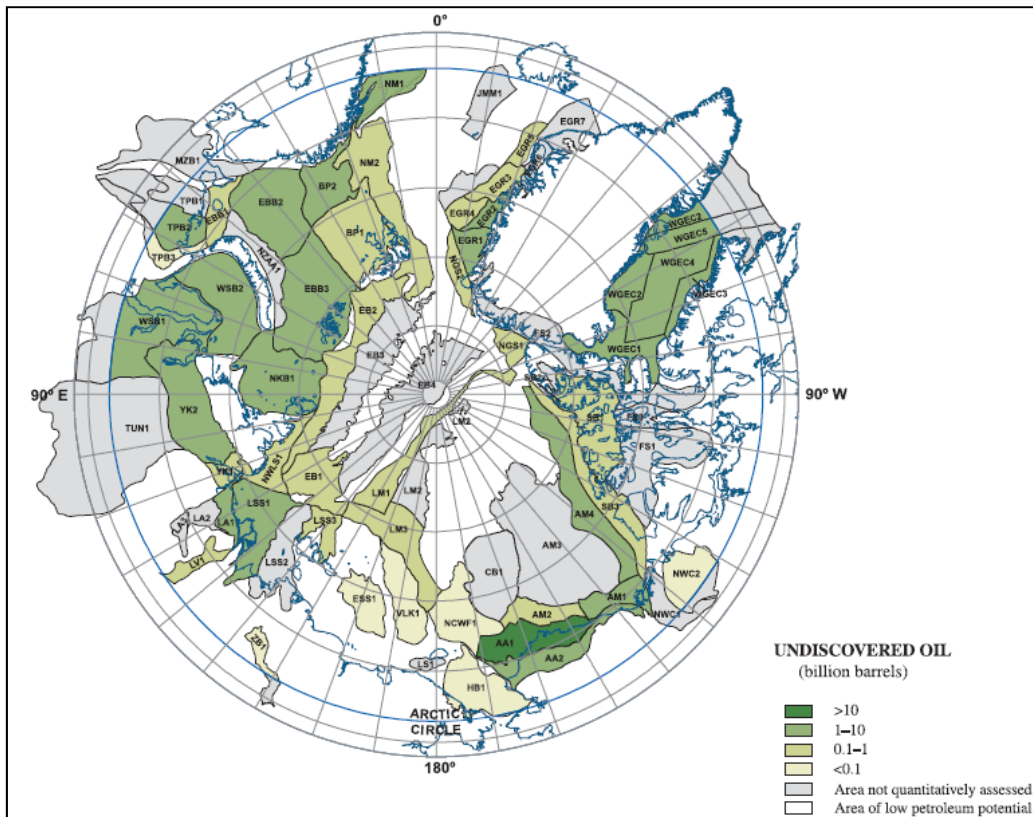 0°
NM1
JMM1
EGR7
MZB1
EGR5
NM2
TPB1
BP2
EGR3
EBB2
EBB1
EGR4
EGR2
WGEC2
TPB2
BP1
EGR1
WGEC5
TPB3
NZAA1
NGS2
WGEC4
WSB2
EBB3
WGEC2
WGEC3
WSB1
EB2
FS2
NGS1
WGEC1
EB3
NKB1
EB4
90° E
90° W
YK2
LM2
TUN1
FS1
YK1
NWLS1
EB1
LM1
LM2
LSS1
SB3
LA2
LA1
LSS3
LM3
AM4
AM3
LV1
LSS2
CB1
NWC2
ESS1
VLK1
AM1
NWC1
NCWF1
AM2
ZB1
AA1
AA2
LS1
HB1
ARCTIC
CIRCLE
180°
UNDISCOVERED OIL
(billion barrels)
>10
1–10
0.1–1
<0.1
Area not quantitatively assessed
Area of low petroleum potential